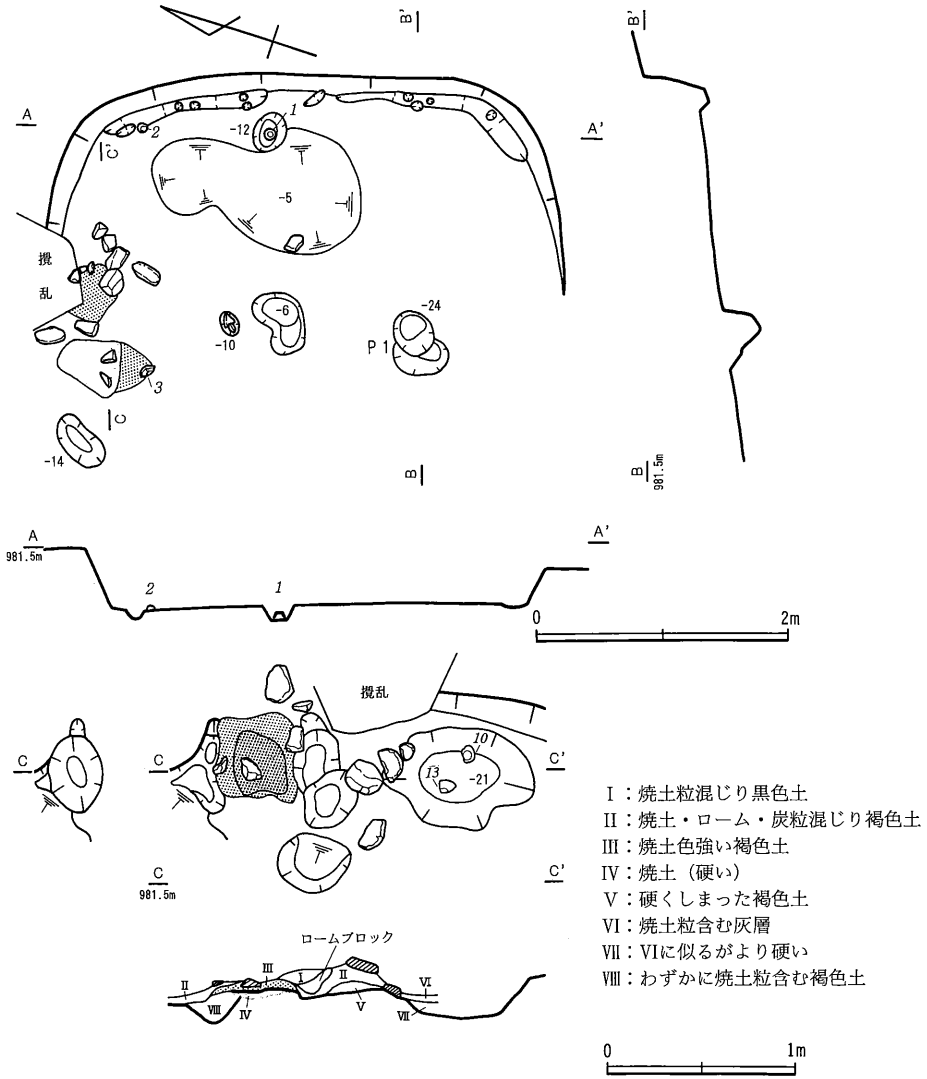 B'
B'
A
A'
1
2
-12
C'
-5
攪
乱
-10
-6
-24
P 1
3
C
-14
B
B
981.5m
A
981.5m
A'
2
1
0
2m
攪乱
C
C
10
13
-21
C'
C
981.5m
C'
ロームブロック
II
III
I
II
VI
VIII
IV
V
VII
I：焼土粒混じり黒色土
II：焼土・ローム・炭粒混じり褐色土
III：焼土色強い褐色土
IV：焼土（硬い）
V：硬くしまった褐色土
VI：焼土粒含む灰層
VII：VIに似るがより硬い
VIII：わずかに焼土粒含む褐色土
0
1m